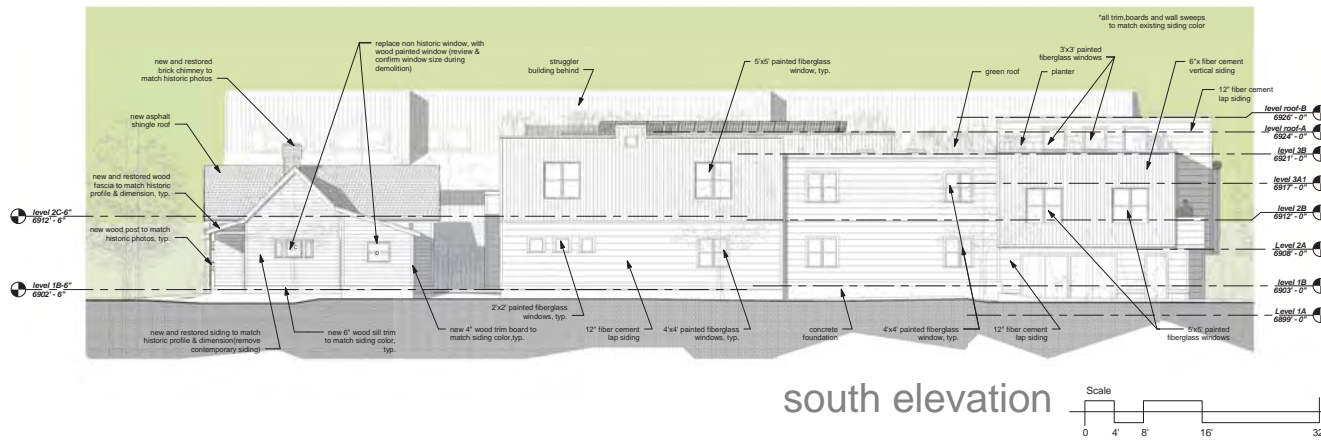 *all trim,boards and wall sweeps
to match existing siding color
replace non historic window, with
wood painted window (review &
confirm window size during
demolition)
new and restored
brick chimney to
match historic photos
struggler
building behind
5'x5' painted fiberglass
window, typ.
3'x3' painted
fiberglass windows
6"x fiber cement
vertical siding
green roof
planter
12" fiber cement
lap siding
new asphalt
shingle roof
level roof-B
6926' - 0"
level roof-A
6924' - 0"
level 3B
6921' - 0"
new and restored wood
fascia to match historic
profile & dimension, typ.
level 3A1
6917' - 0"
level 2C-6"
6912' - 6"
level 2B
6912' - 0"
new wood post to match
historic photos, typ.
Level 2A
6908' - 0"
level 1B-6"
6902' - 6"
level 1B
6903' - 0"
Level 1A
6899' - 0"
2'x2' painted fiberglass
windows, typ.
new and restored siding to match
historic profile & dimension(remove
contemporary siding)
new 6" wood sill trim
to match siding color,
typ.
new 4" wood trim board to
match siding color,typ.
12" fiber cement
lap siding
4'x4' painted fiberglass
windows, typ.
concrete
foundation
4'x4' painted fiberglass
window, typ.
12" fiber cement
lap siding
5'x5' painted
fiberglass windows
south elevation
Scale
0 4' 8' 16' 32